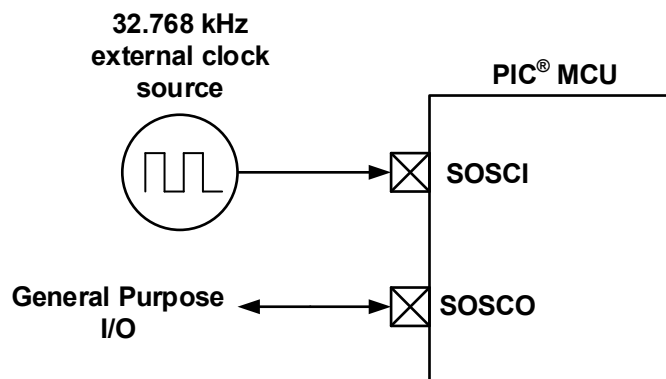 32.768 kHz
external clock
source
PIC® MCU
SOSCI
General Purpose
I/O
SOSCO